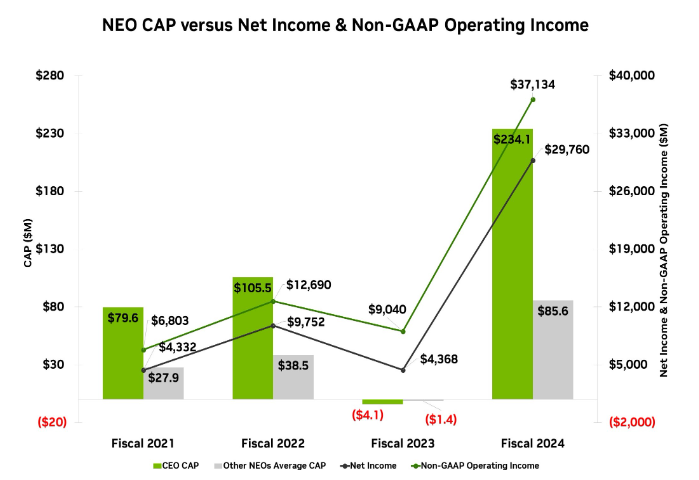 NEO CAP versus Net Income & Non-GAAP Operating Income
$280
$230
$180
$130
$80
$30
($20)
CAP ($M)
$40,000
$33,000
$26,000
$19,000
$12,000
$5,000
($2,000)
Net Income & Non-GAAP Operating Income ($M)
$79.6
$6,803
$4,332
$27.9
$105.5
$12,690
$9,752
$38.5
$9,040
$4,368
($4.1)
($1.4)
$37,134
$234.1
$29,760
$85.6
Fiscal 2021
Fiscal 2022
Fiscal 2023
Fiscal 2024
CEO CAP
Other NEOs Average CAP
Net Income
Non-GAAP Operating Income